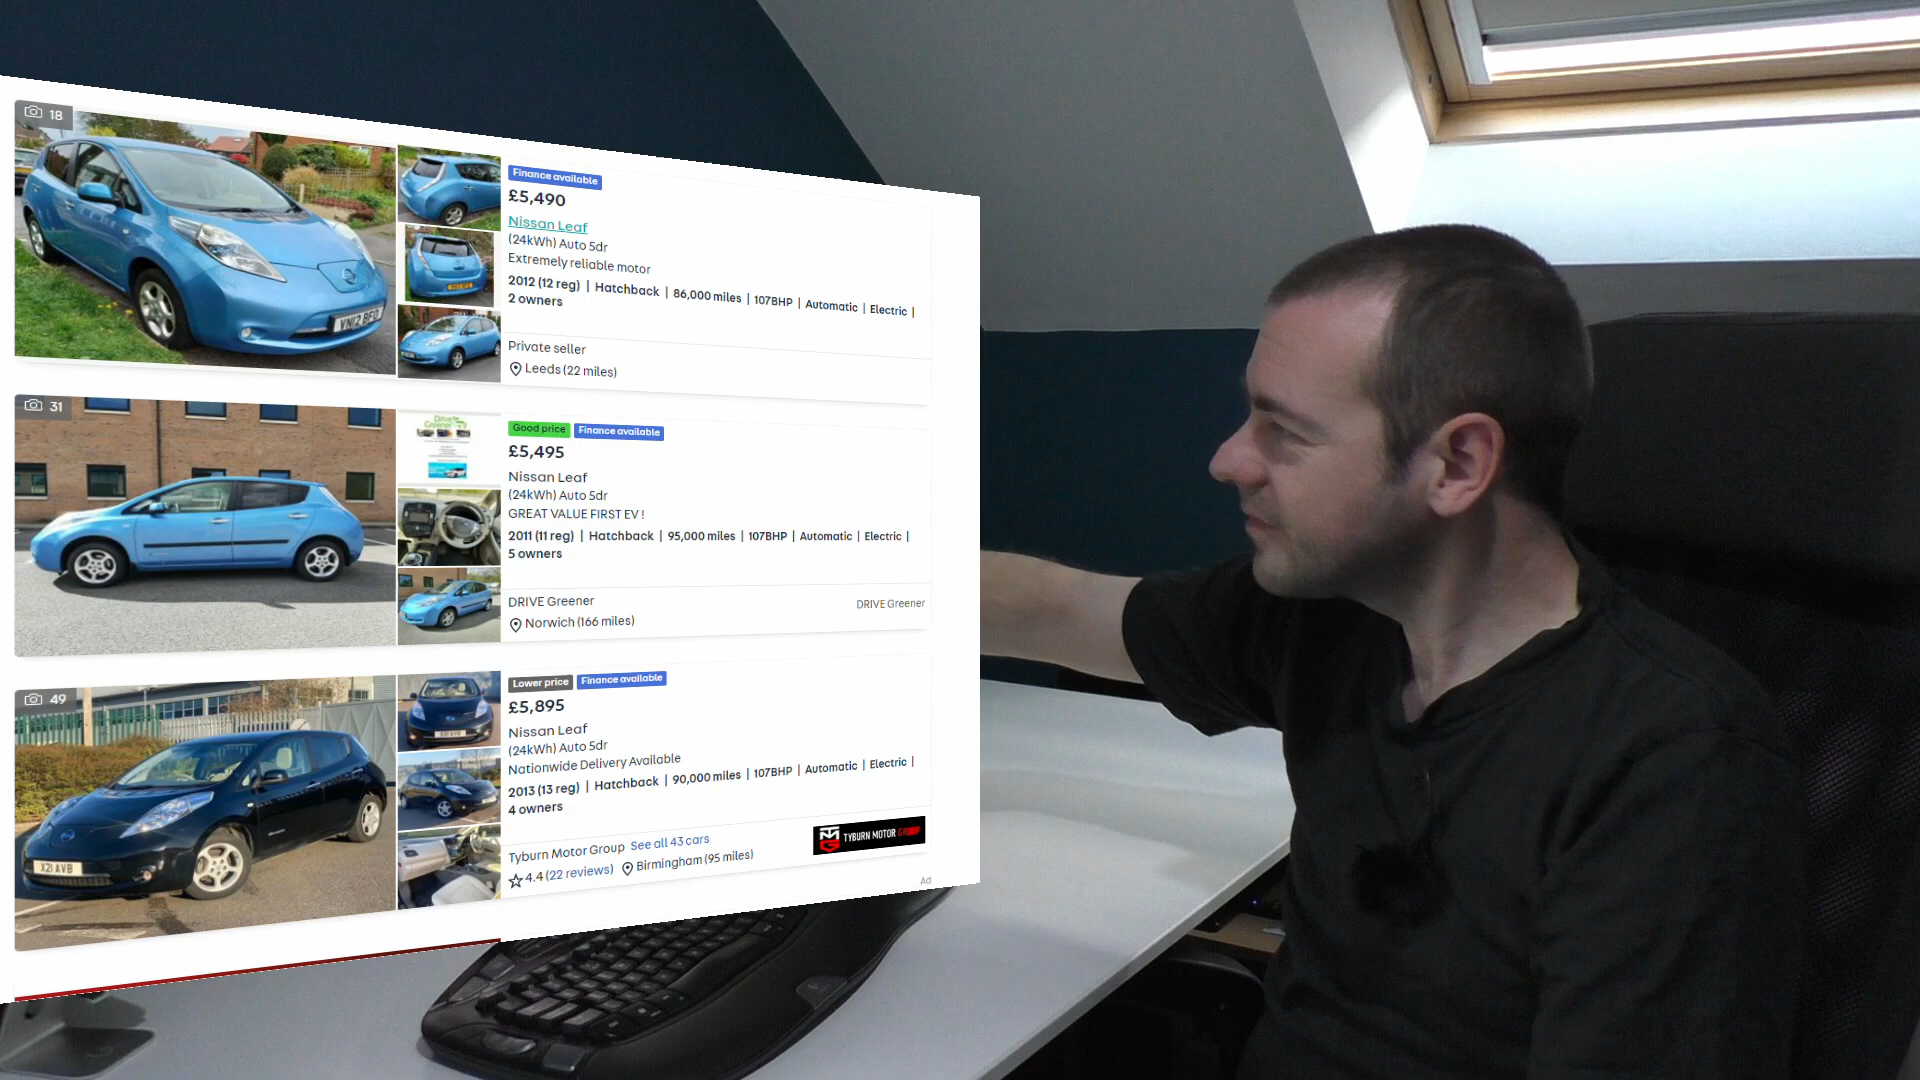 18
Finance available
£5,490
Nissan Leaf
(24kWh) Auto 5dr
Extremely reliable motor
2012 (12 reg) | Hatchback | 86,000 miles | 107BHP | Automatic | Electric |
2 owners
Private seller
Leeds (22 miles)
VN12 BFO
31
Drive Greener
Good price Finance available
£5,495
Nissan Leaf
(24kWh) Auto 5dr
GREAT VALUE FIRST EV !
2011 (11 reg) | Hatchback | 95,000 miles | 107BHP | Automatic | Electric |
5 owners
DRIVE Greener DRIVE Greener
Norwich (166 miles)
49
Lower price Finance available
£5,895
Nissan Leaf
(24kWh) Auto 5dr
Nationwide Delivery Available
2013 (13 reg) | Hatchback | 90,000 miles | 107BHP | Automatic | Electric |
4 owners
X21 AVB
Tyburn Motor Group See all 43 cars
TMG TYBURN MOTOR GROUP
4.4 (22 reviews) Birmingham (95 miles)
Ad